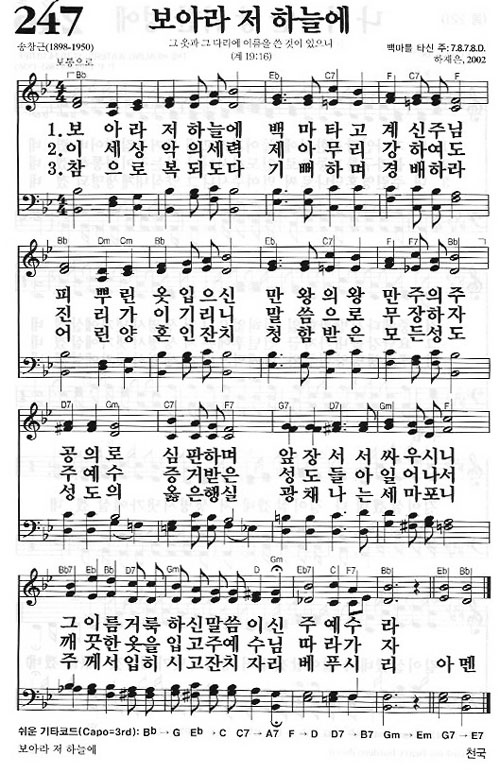 247
보아라 저 하늘에
그 옷과 그 다리에 이름을 쓴 것이 있으니
(계 19:16)
송창근(1898-1950)
보통으로
백마를 타신 주: 7.8.7.8.D.
하재은, 2002
Bb Eb C7 F
1. 보 아 라 저 하늘에 백 마 타 고 계 신 주님
2. 이 세 상 악 의 세력 제 아 무 리 강 하여도
3. 참 으 로 복 되도다 기 뻐 하 며 경 배하라
Bb Dm Cm Bb Eb C7 F F7 Bb
피 뿌 린 옷 입 으신 만 왕 의 왕 만 주의 주
진 리 가 이 기리니 말 씀 으 로 무 장하자
어 린 양 혼 인잔치 청 함 받 은 녹 든 성도
D7 Gm C7 F7 G7 Cm C7 F
공 의 로 심 판하며 앞 장 서 서 싸 우시니
주 예 수 증 거받은 성 도 들 아 일 어나서
성 도 의 옳 은행실 광 채 나 는 세 마포니
Bb7 Eb Bb D7 Gm Eb C7 F7 Bb Eb Bb
그 이 름 거 룩 하신말씀 이 신 주 예수 라
깨 끗 한 옷을 입 고주예 수 님 따 라가 자
주 께 서 입히 시 고잔치 자 리 베 푸시 리 아 멘
쉬운 기타코드(Capo=3rd): Bb → G Eb → C C7 → A7 F → D D7 → B7 Gm → Em G7 → E7
보아라 저 하늘에
천국